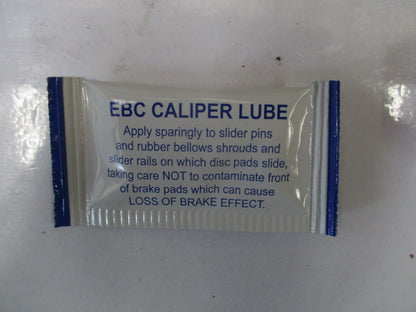 EBC CALIPER LUBE
Apply sparingly to slider pins
and rubber bellows shrouds and
slider rails on which disc pads slide,
taking care NOT to contaminate front
of brake pads which can cause
LOSS OF BRAKE EFFECT.